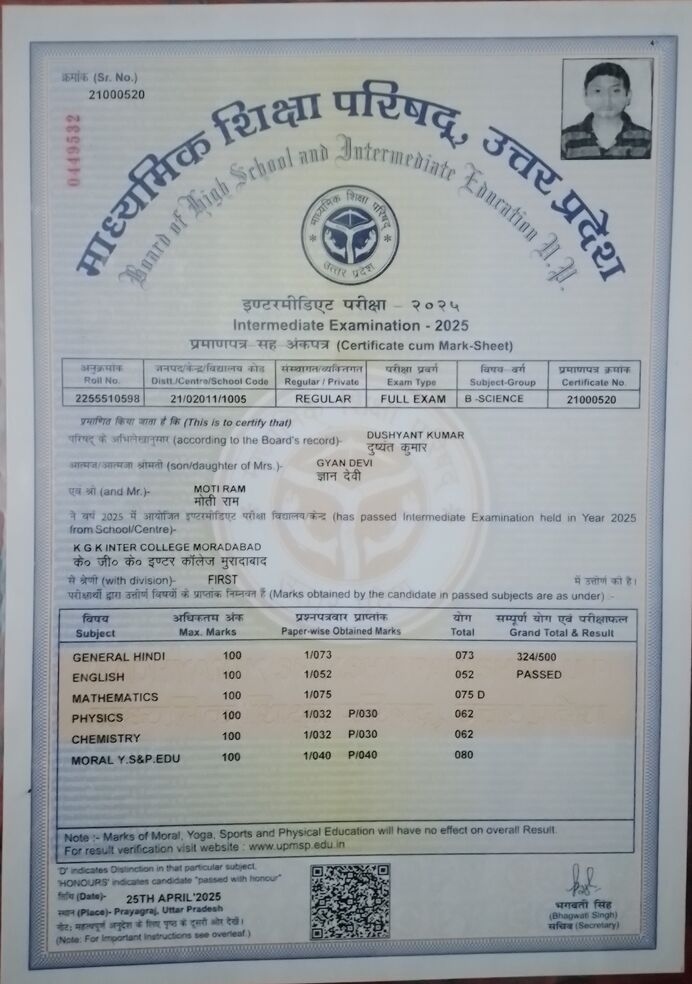 क्रमांक (Sr. No.)
21000520
0449532
माध्यमिक शिक्षा परिषद्, उत्तर प्रदेश
Board of High School and Intermediate Education U.P.
माध्यमिक शिक्षा परिषद्
उत्तर प्रदेश
इण्टरमीडिएट परीक्षा - २०२५
Intermediate Examination - 2025
प्रमाणपत्र सह अंकपत्र (Certificate cum Mark-Sheet)
अनुक्रमांक जनपद/केन्द्र/विद्यालय कोड संस्थागत/व्यक्तिगत परीक्षा प्रवर्ग विषय वर्ग प्रमाणपत्र क्रमांक
Roll No. Distt./Centre/School Code Regular / Private Exam Type Subject-Group Certificate No.
2255510598 21/02011/1005 REGULAR FULL EXAM B -SCIENCE 21000520
प्रमाणित किया जाता है कि (This is to certify that)
परिषद् के अभिलेखानुसार (according to the Board's record)- DUSHYANT KUMAR
दुष्यंत कुमार
आत्मज/आत्मजा श्रीमती (son/daughter of Mrs.)- GYAN DEVI
ज्ञान देवी
एवं श्री (and Mr.)- MOTI RAM
मोती राम
ने वर्ष 2025 में आयोजित इण्टरमीडिएट परीक्षा विद्यालय/केन्द्र (has passed Intermediate Examination held in Year 2025
from School/Centre)-
K G K INTER COLLEGE MORADABAD
के० जी० के० इण्टर कॉलेज मुरादाबाद
से श्रेणी (with division)- FIRST में उत्तीर्ण की है।
परीक्षार्थी द्वारा उत्तीर्ण विषयों के प्राप्तांक निम्नवत हैं (Marks obtained by the candidate in passed subjects are as under) :-
विषय अधिकतम अंक प्रश्नपत्रवार प्राप्तांक योग सम्पूर्ण योग एवं परीक्षाफल
Subject Max. Marks Paper-wise Obtained Marks Total Grand Total & Result
GENERAL HINDI 100 1/073 073 324/500
ENGLISH 100 1/052 052 PASSED
MATHEMATICS 100 1/075 075 D
PHYSICS 100 1/032 P/030 062
CHEMISTRY 100 1/032 P/030 062
MORAL Y.S&P.EDU 100 1/040 P/040 080
Note :- Marks of Moral, Yoga, Sports and Physical Education will have no effect on overall Result.
For result verification visit website : www.upmsp.edu.in
'D' indicates Distinction in that particular subject.
'HONOURS' indicates candidate "passed with honour"
तिथि (Date)- 25TH APRIL'2025
स्थान (Place)- Prayagraj, Uttar Pradesh
नोट: महत्वपूर्ण अनुदेश के लिए पृष्ठ के दूसरी ओर देखें।
(Note: For Important Instructions see overleaf.)
भगवती सिंह
(Bhagwati Singh)
सचिव (Secretary)